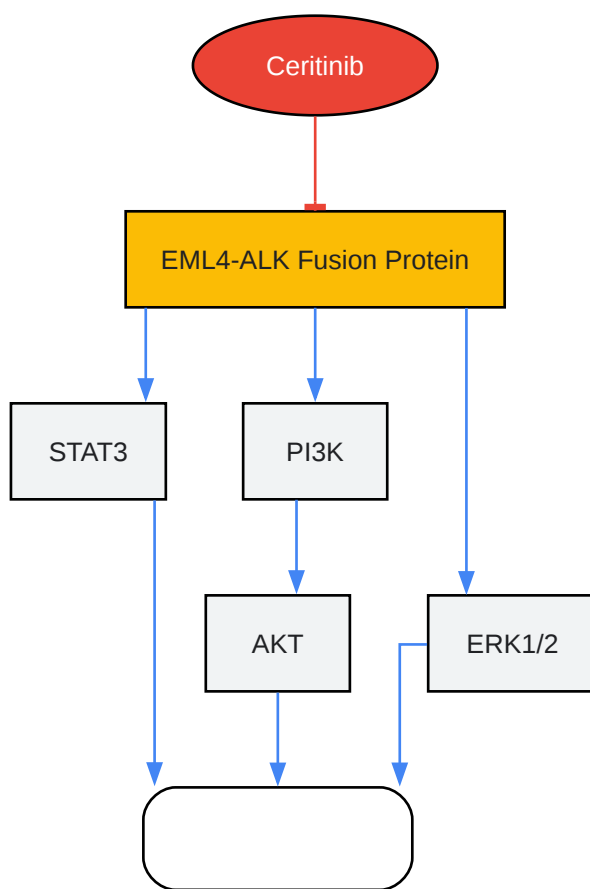 Ceritinib
EML4-ALK Fusion Protein
STAT3
PI3K
AKT
ERK1/2